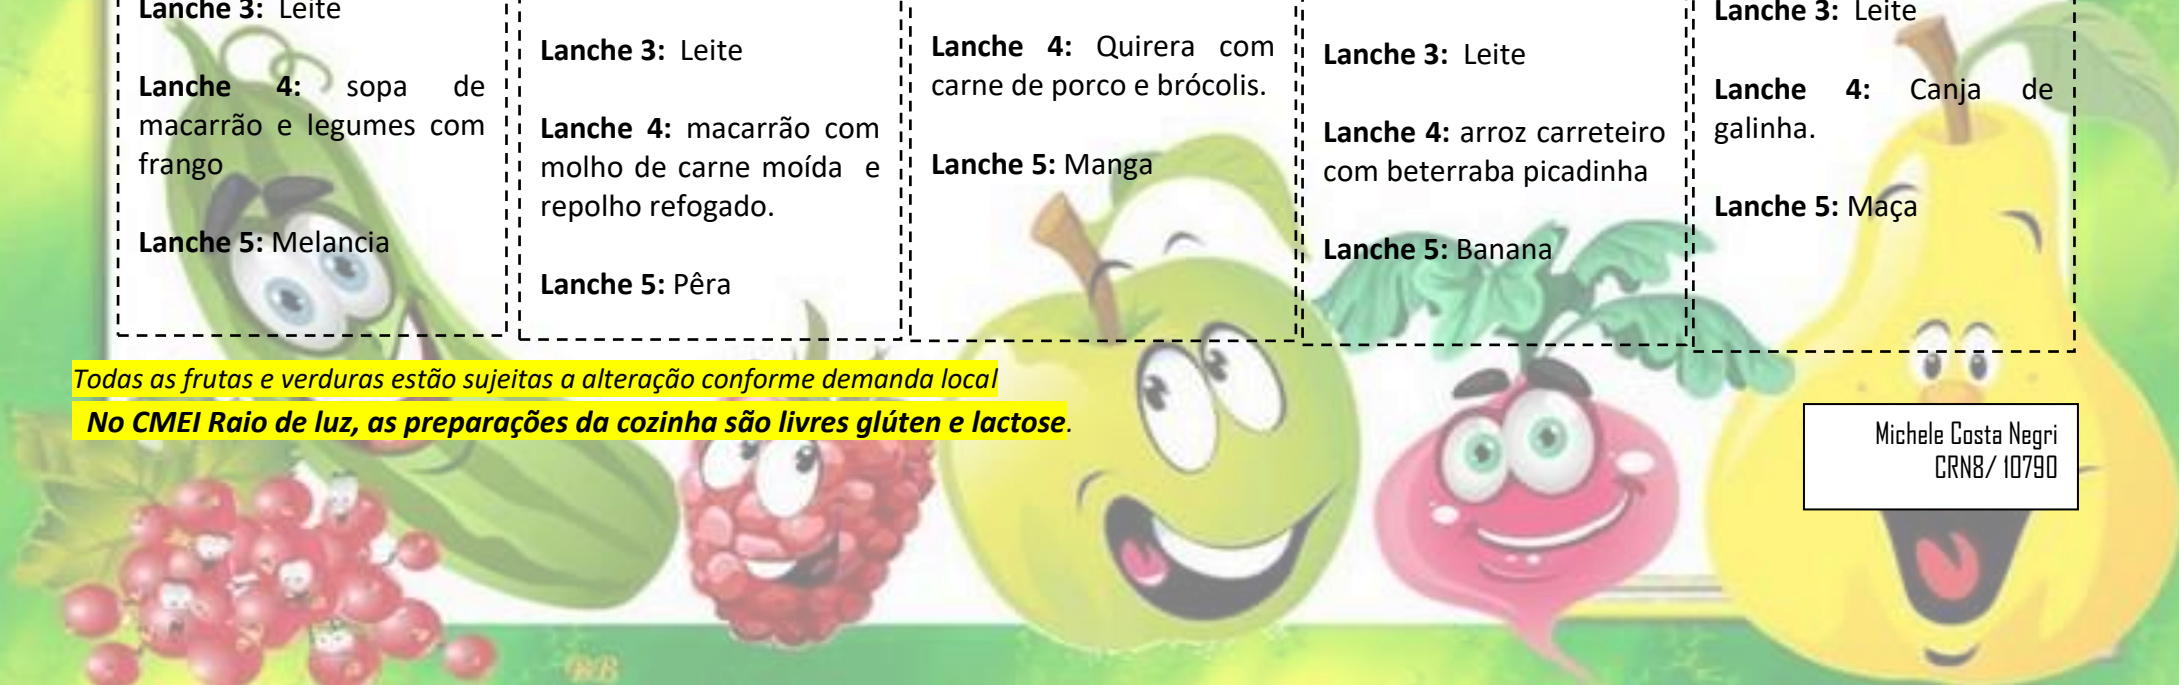 Lanche 3: Leite
Lanche 4: sopa de
macarrão e legumes com
frango
Lanche 5: Melancia
Lanche 3: Leite
Lanche 4: macarrão com
molho de carne moída e
repolho refogado.
Lanche 5: Pêra
Lanche 4: Quirera com
carne de porco e brócolis.
Lanche 5: Manga
Lanche 3: Leite
Lanche 4: arroz carreteiro
com beterraba picadinha
Lanche 5: Banana
Lanche 3: Leite
Lanche 4: Canja de
galinha.
Lanche 5: Maça
Todas as frutas e verduras estão sujeitas a alteração conforme demanda local
No CMEI Raio de luz, as preparações da cozinha são livres glúten e lactose.
Michele Costa Negri
CRN8/ 10790